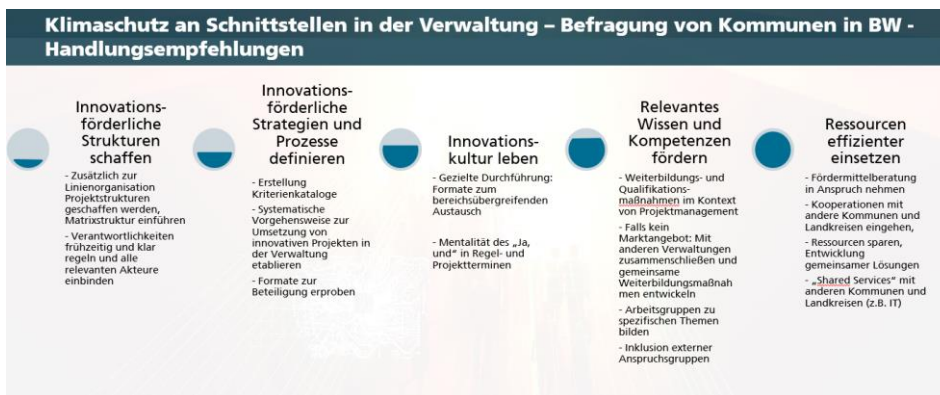 Klimaschutz an Schnittstellen in der Verwaltung – Befragung von Kommunen in BW -
Handlungsempfehlungen
Innovations-
förderliche
Strukturen
schaffen
- Zusätzlich zur
Linienorganisation
Projektstrukturen
geschaffen werden,
Matrixstruktur einführen
- Verantwortlichkeiten
frühzeitig und klar
regeln und alle
relevanten Akteure
einbinden
Innovations-
förderliche
Strategien und
Prozesse
definieren
- Erstellung
Kriterienkataloge
- Systematische
Vorgehensweise zur
Umsetzung von
innovativen Projekten in
der Verwaltung
etablieren
- Formate zur
Beteiligung erproben
Innovations-
kultur leben
- Gezielte Durchführung:
Formate zum
bereichsübergreifenden
Austausch
- Mentalität des „Ja,
und“ in Regel- und
Projektterminen
Relevantes
Wissen und
Kompetenzen
fördern
- Weiterbildungs- und
Qualifikations-
maßnahmen im Kontext
von Projektmanagement
- Falls kein
Marktangebot: Mit
anderen Verwaltungen
zusammenschließen und
gemeinsame
Weiterbildungsmaßnah
men entwickeln
- Arbeitsgruppen zu
spezifischen Themen
bilden
- Inklusion externer
Anspruchsgruppen
Ressourcen
effizienter
einsetzen
- Fördermittelberatung
in Anspruch nehmen
- Kooperationen mit
andere Kommunen und
Landkreisen eingehen,
- Ressourcen sparen,
Entwicklung
gemeinsamer Lösungen
- „Shared Services“ mit
anderen Kommunen und
Landkreisen (z.B. IT)